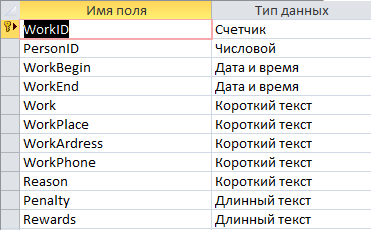 Имя поля Тип данных
WorkID Счетчик
PersonID Числовой
WorkBegin Дата и время
WorkEnd Дата и время
Work Короткий текст
WorkPlace Короткий текст
WorkArdress Короткий текст
WorkPhone Короткий текст
Reason Короткий текст
Penalty Длинный текст
Rewards Длинный текст